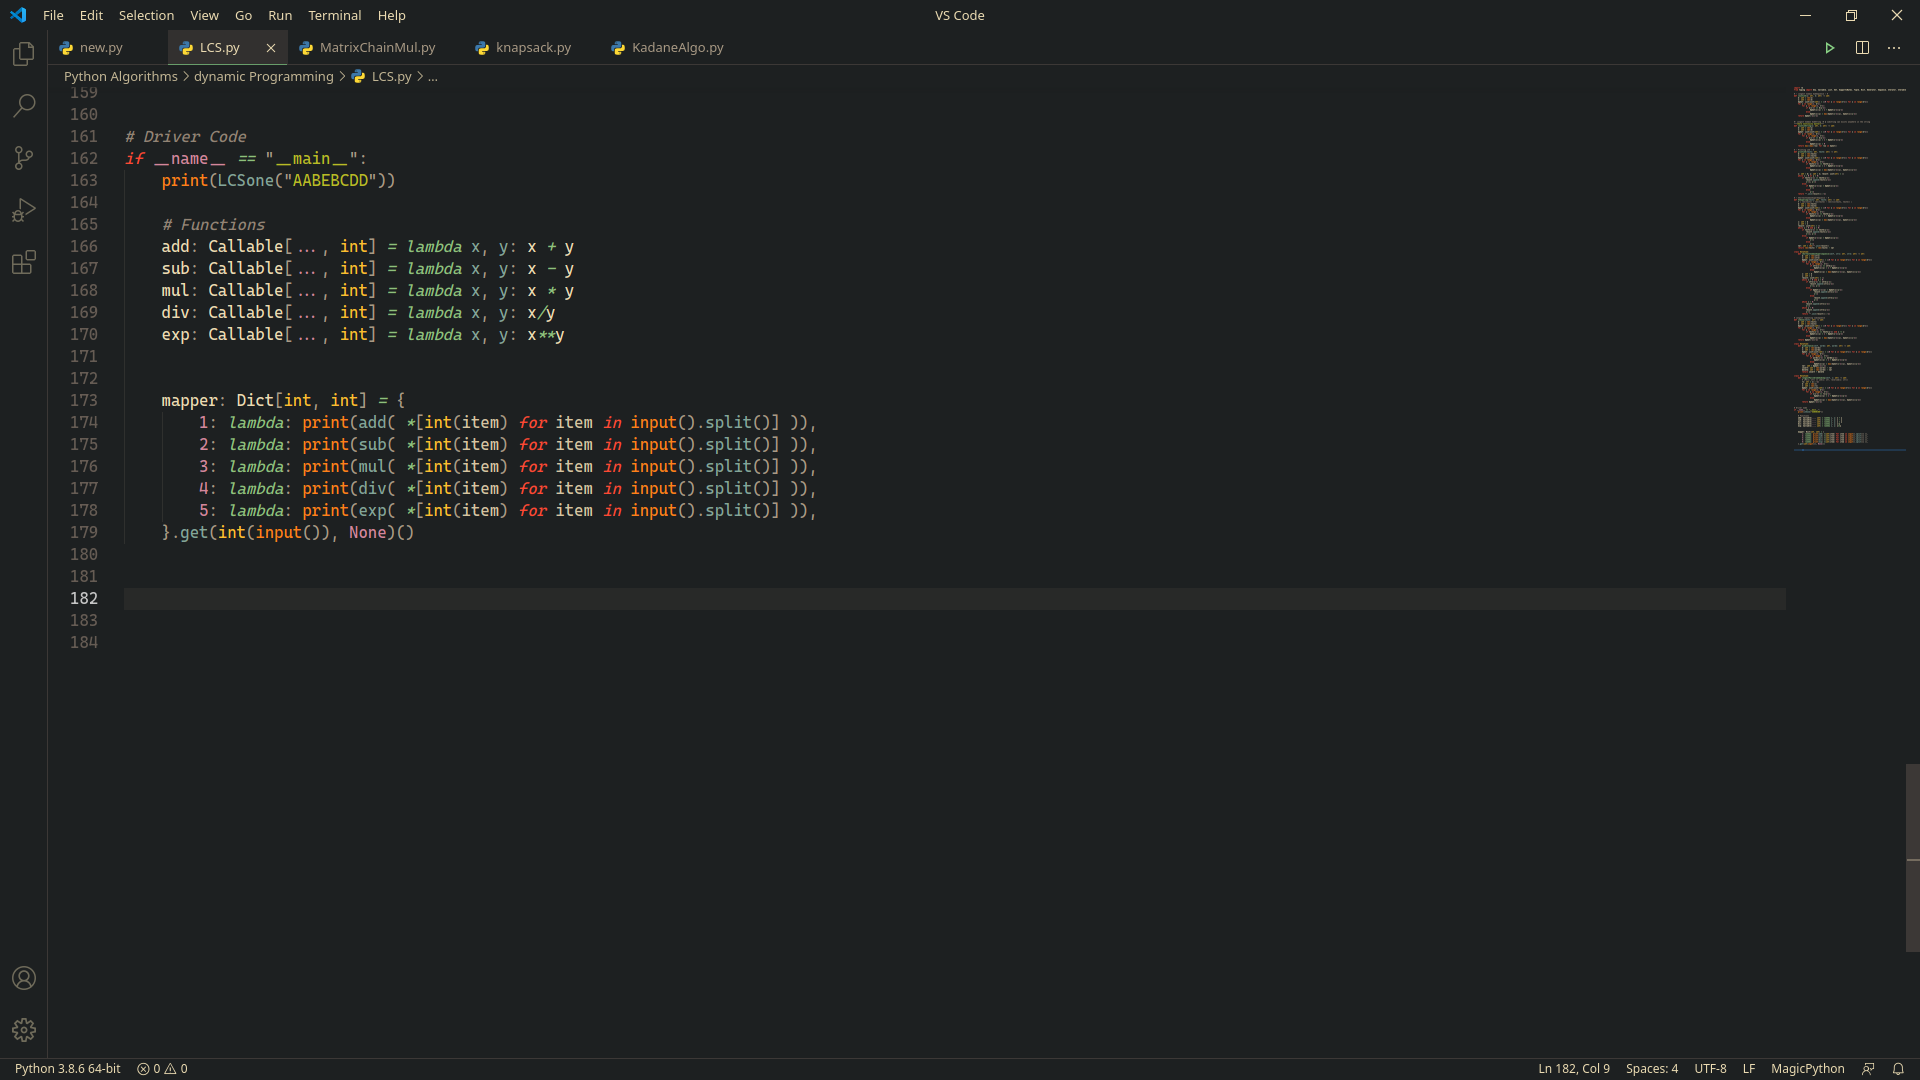 File Edit Selection View Go Run Terminal Help VS Code
new.py LCS.py MatrixChainMul.py knapsack.py KadaneAlgo.py ...
Python Algorithms > dynamic Programming > LCS.py > ...
159
160
161 # Driver Code
162 if __name__ == "__main__":
163     print(LCSone("AABEBCDD"))
164
165     # Functions
166     add: Callable[..., int] = lambda x, y: x + y
167     sub: Callable[..., int] = lambda x, y: x - y
168     mul: Callable[..., int] = lambda x, y: x * y
169     div: Callable[..., int] = lambda x, y: x/y
170     exp: Callable[..., int] = lambda x, y: x**y
171
172
173     mapper: Dict[int, int] = {
174         1: lambda: print(add( *[int(item) for item in input().split()] )),
175         2: lambda: print(sub( *[int(item) for item in input().split()] )),
176         3: lambda: print(mul( *[int(item) for item in input().split()] )),
177         4: lambda: print(div( *[int(item) for item in input().split()] )),
178         5: lambda: print(exp( *[int(item) for item in input().split()] )),
179     }.get(int(input()), None)()
180
181
182
183
184
Python 3.8.6 64-bit 0 0 Ln 182, Col 9 Spaces: 4 UTF-8 LF MagicPython